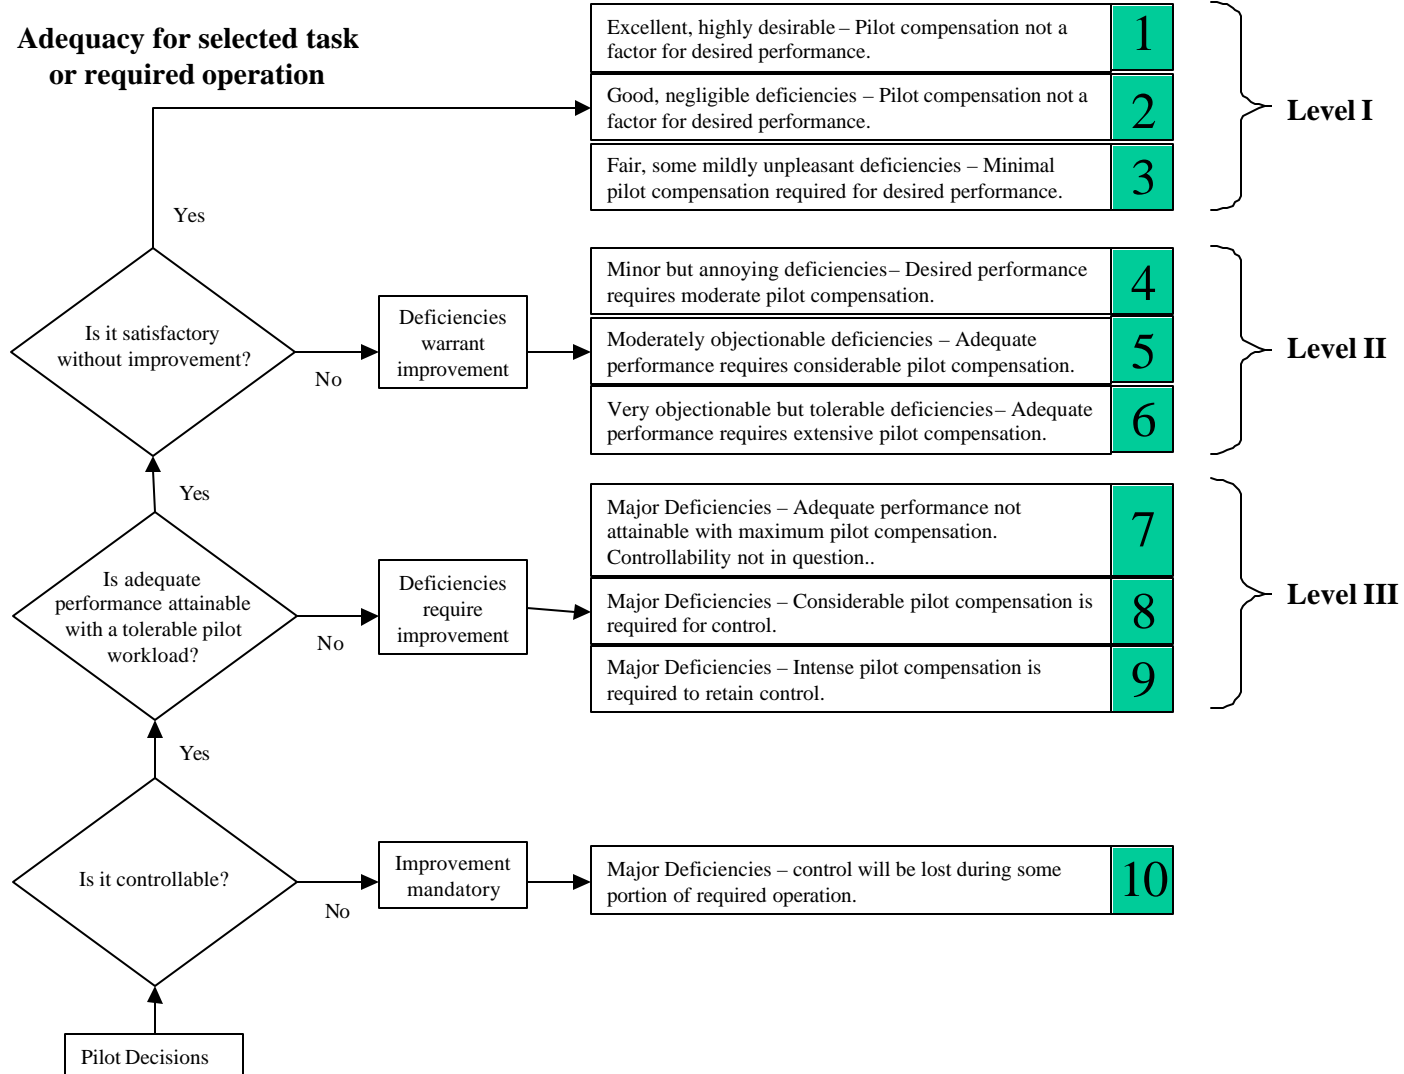 Adequacy for selected task
or required operation
Excellent, highly desirable – Pilot compensation not a
factor for desired performance.
1
Good, negligible deficiencies – Pilot compensation not a
factor for desired performance.
2
Fair, some mildly unpleasant deficiencies – Minimal
pilot compensation required for desired performance.
3
Level I
Yes
Is it satisfactory
without improvement?
No
Deficiencies
warrant
improvement
Minor but annoying deficiencies – Desired performance
requires moderate pilot compensation.
4
Moderately objectionable deficiencies – Adequate
performance requires considerable pilot compensation.
5
Very objectionable but tolerable deficiencies – Adequate
performance requires extensive pilot compensation.
6
Level II
Yes
Is adequate
performance attainable
with a tolerable pilot
workload?
No
Deficiencies
require
improvement
Major Deficiencies – Adequate performance not
attainable with maximum pilot compensation.
Controllability not in question..
7
Major Deficiencies – Considerable pilot compensation is
required for control.
8
Major Deficiencies – Intense pilot compensation is
required to retain control.
9
Level III
Yes
Is it controllable?
No
Improvement
mandatory
Major Deficiencies – control will be lost during some
portion of required operation.
10
Pilot Decisions